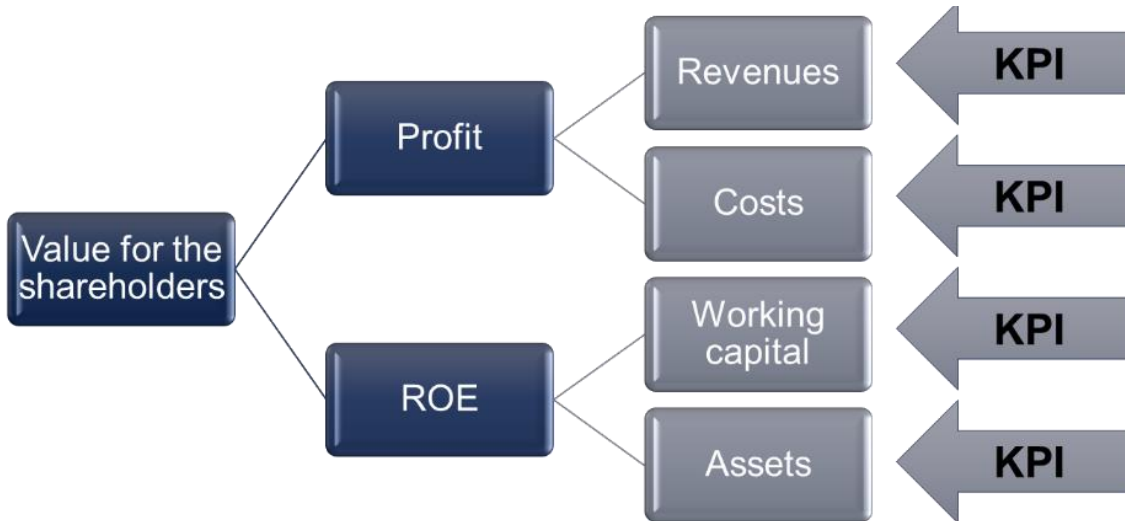 Value for the
shareholders
Profit
ROE
Revenues
Costs
Working
capital
Assets
KPI
KPI
KPI
KPI